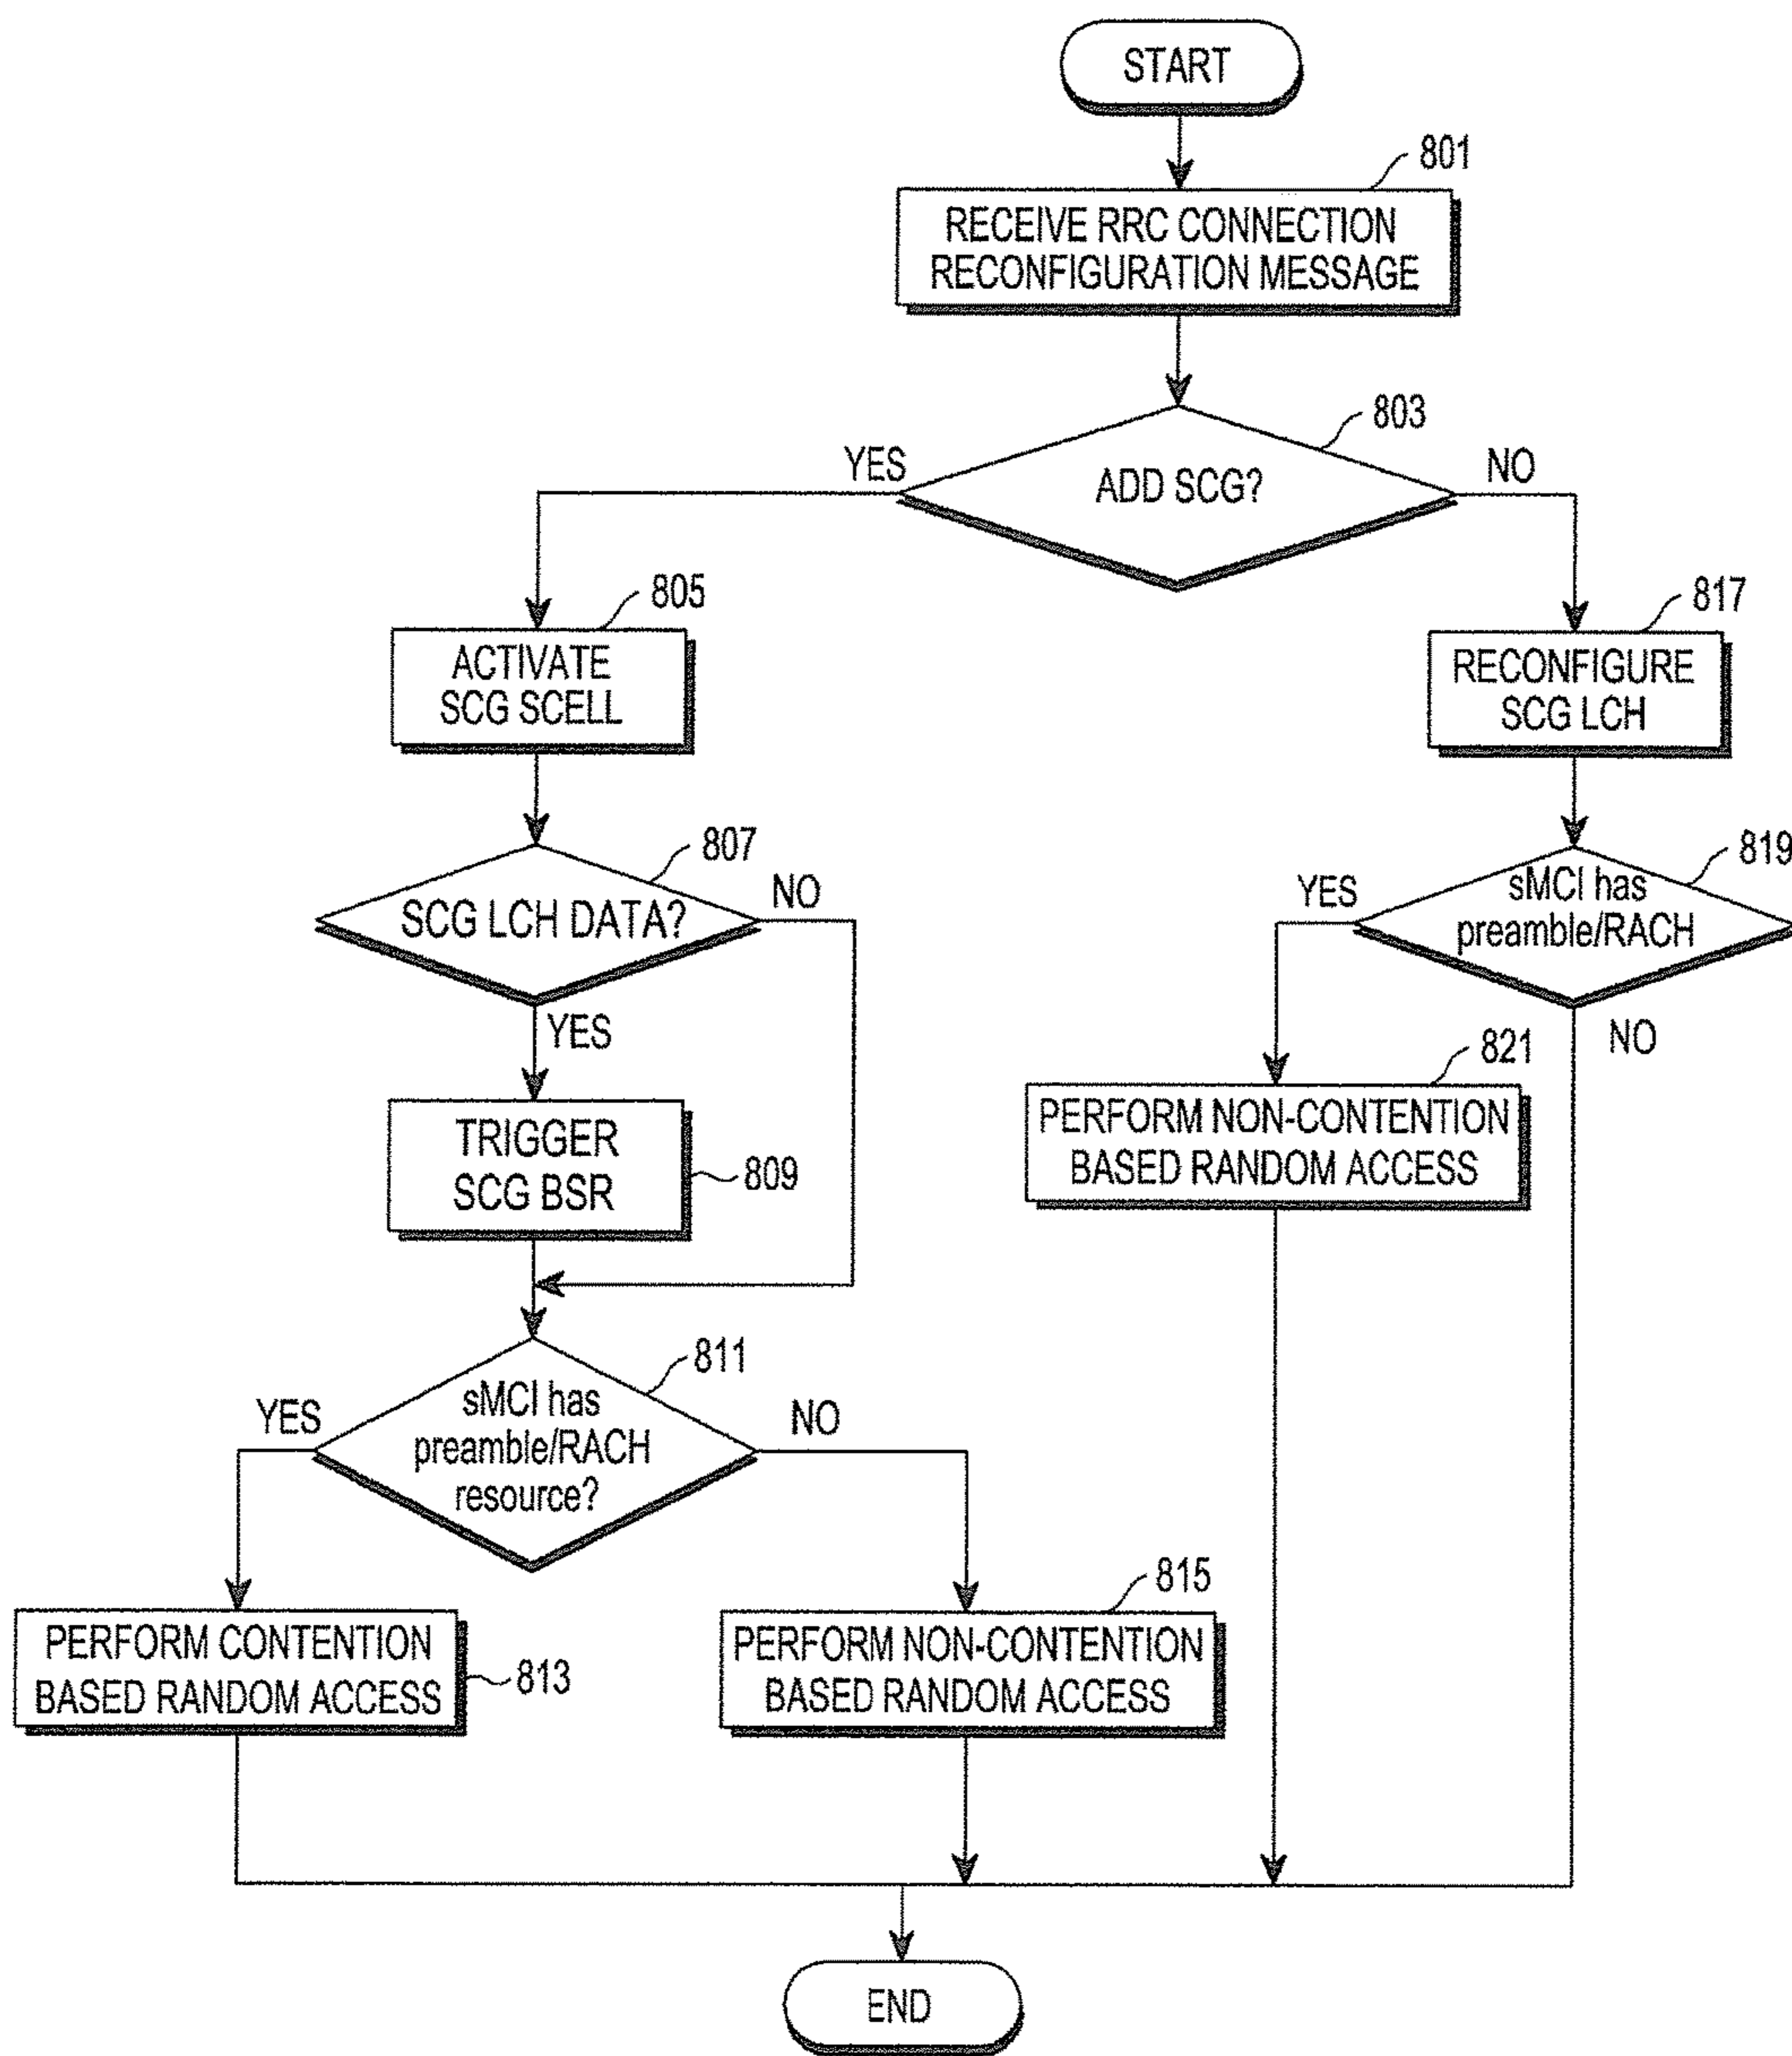 START
801
RECEIVE RRC CONNECTION
RECONFIGURATION MESSAGE
803
YES
ADD SCG?
NO
805
ACTIVATE
SCG SCELL
817
RECONFIGURE
SCG LCH
807
SCG LCH DATA?
NO
YES
819
YES
sMCI has
preamble/RACH
NO
TRIGGER
SCG BSR
809
821
PERFORM NON-CONTENTION
BASED RANDOM ACCESS
811
YES
sMCI has
preamble/RACH
resource?
NO
PERFORM CONTENTION
BASED RANDOM ACCESS
813
815
PERFORM NON-CONTENTION
BASED RANDOM ACCESS
END